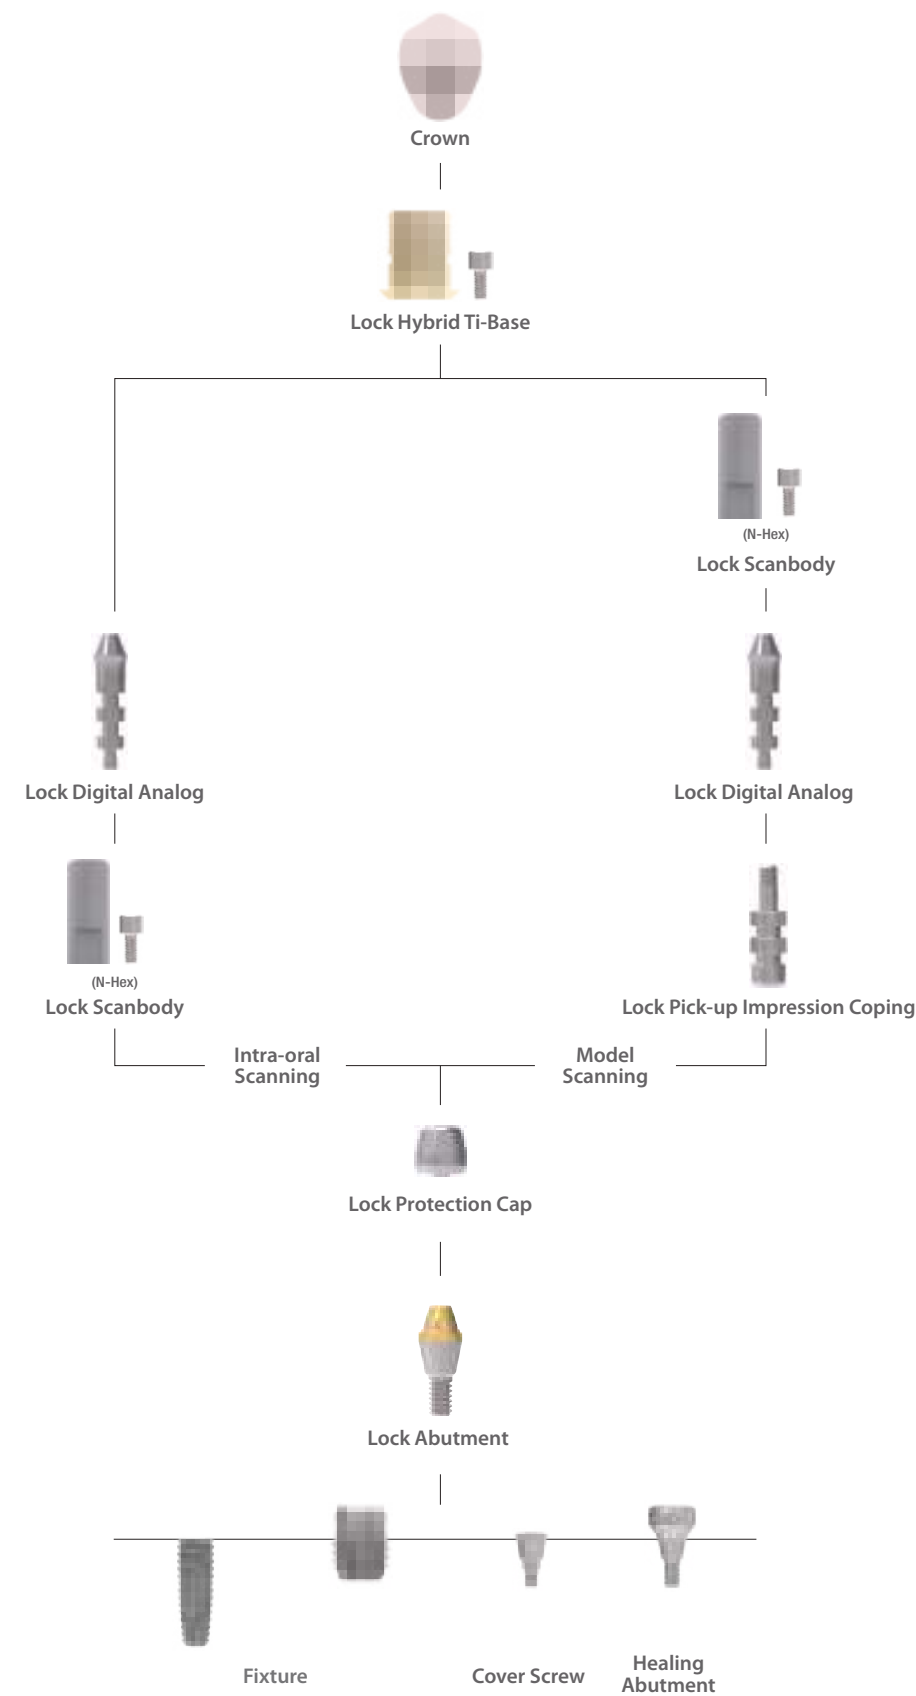 Crown
Lock Hybrid Ti-Base
(N-Hex)
Lock Scanbody
Lock Digital Analog
Lock Digital Analog
(N-Hex)
Lock Scanbody
Lock Pick-up Impression Coping
Intra-oral
Scanning
Model
Scanning
Lock Protection Cap
Lock Abutment
Fixture
Cover Screw
Healing
Abutment